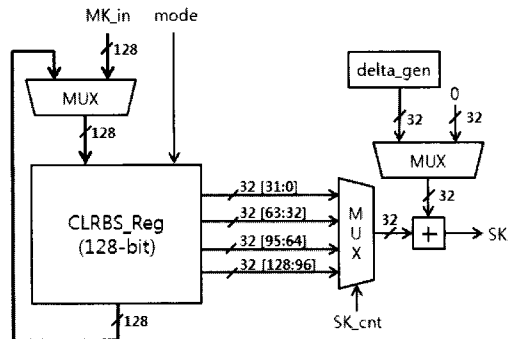 MK_in
mode
128
MUX
128
CLRBS_Reg
(128-bit)
128
32 [31:0]
32 [63:32]
32 [95:64]
32 [128:96]
MUX
SK_cnt
32
delta_gen
0
32
32
MUX
32
+
SK